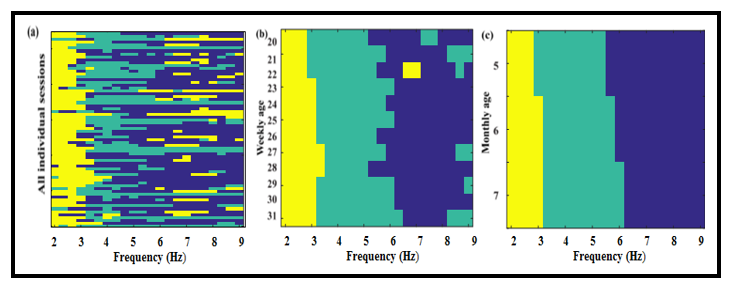 (a)
All individual sessions
2 3 4 5 6 7 8 9
Frequency (Hz)
(b)
Weekly age
20
21
22
23
24
25
26
27
28
29
30
31
2 3 4 5 6 7 8 9
Frequency (Hz)
(c)
Monthly age
5
6
7
2 3 4 5 6 7 8 9
Frequency (Hz)